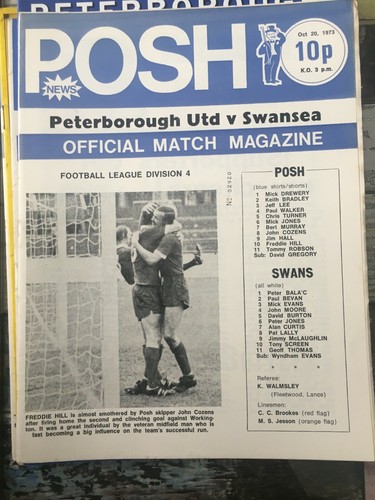 PETERBOROUGH
POSH
NEWS
Oct 20, 1973
10p
K.O. 3 p.m.
Peterborough Utd v Swansea
OFFICIAL MATCH MAGAZINE
FOOTBALL LEAGUE DIVISION 4
Nº 02920
FREDDIE HILL is almost smothered by Posh skipper John Cozens
after firing home the second and clinching goal against Working-
ton. It was a great individual by the veteran midfield man who is
fast becoming a big influence on the team's successful run.
POSH
(blue shirts/shorts)
1 Mick DREWERY
2 Keith BRADLEY
3 Jeff LEE
4 Paul WALKER
5 Chris TURNER
6 Mick JONES
7 Bert MURRAY
8 John COZENS
9 Jim HALL
10 Freddie HILL
11 Tommy ROBSON
Sub: David GREGORY
SWANS
(all white)
1 Peter BALA'C
2 Paul BEVAN
3 Mick EVANS
4 John MOORE
5 David BURTON
6 Peter JONES
7 Alan CURTIS
8 Pat LALLY
9 Jimmy McLAUGHLIN
10 Tony SCREEN
11 Geoff THOMAS
Sub: Wyndham EVANS
* * *
Referee:
K. WALMSLEY
(Fleetwood, Lancs)
Linesmen:
C. C. Brookes (red flag)
M. S. Jesson (orange flag)